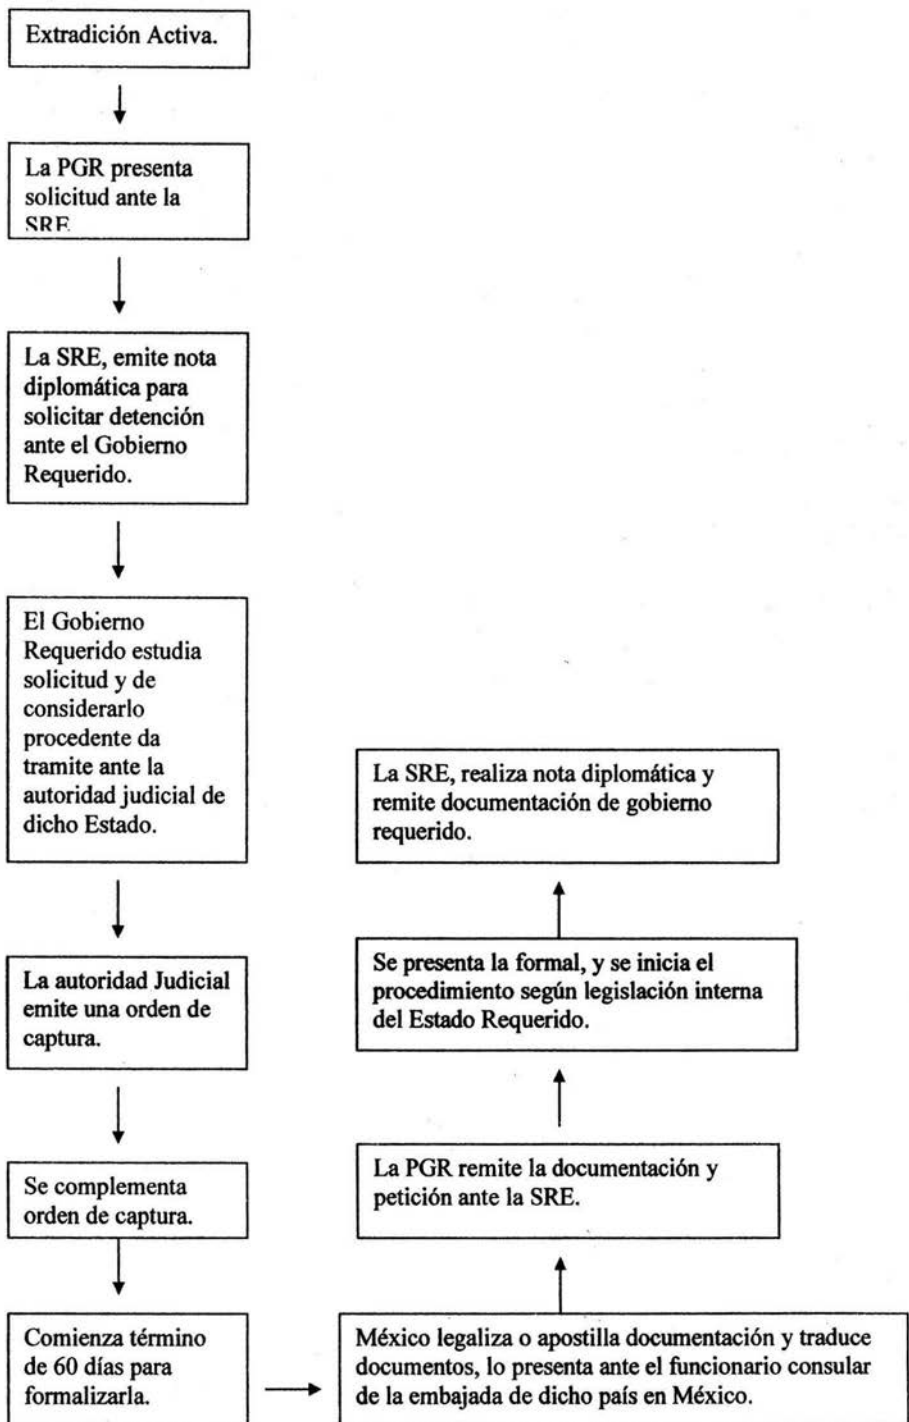 Extradición Activa.
La PGR presenta
solicitud ante la
SRE
La SRE, emite nota
diplomática para
solicitar detención
ante el Gobierno
Requerido.
El Gobierno
Requerido estudia
solicitud y de
considerarlo
procedente da
tramite ante la
autoridad judicial de
dicho Estado.
La autoridad Judicial
emite una orden de
captura.
Se complementa
orden de captura.
Comienza término
de 60 días para
formalizarla.
México legaliza o apostilla documentación y traduce
documentos, lo presenta ante el funcionario consular
de la embajada de dicho país en México.
La PGR remite la documentación y
petición ante la SRE.
Se presenta la formal, y se inicia el
procedimiento según legislación interna
del Estado Requerido.
La SRE, realiza nota diplomática y
remite documentación de gobierno
requerido.